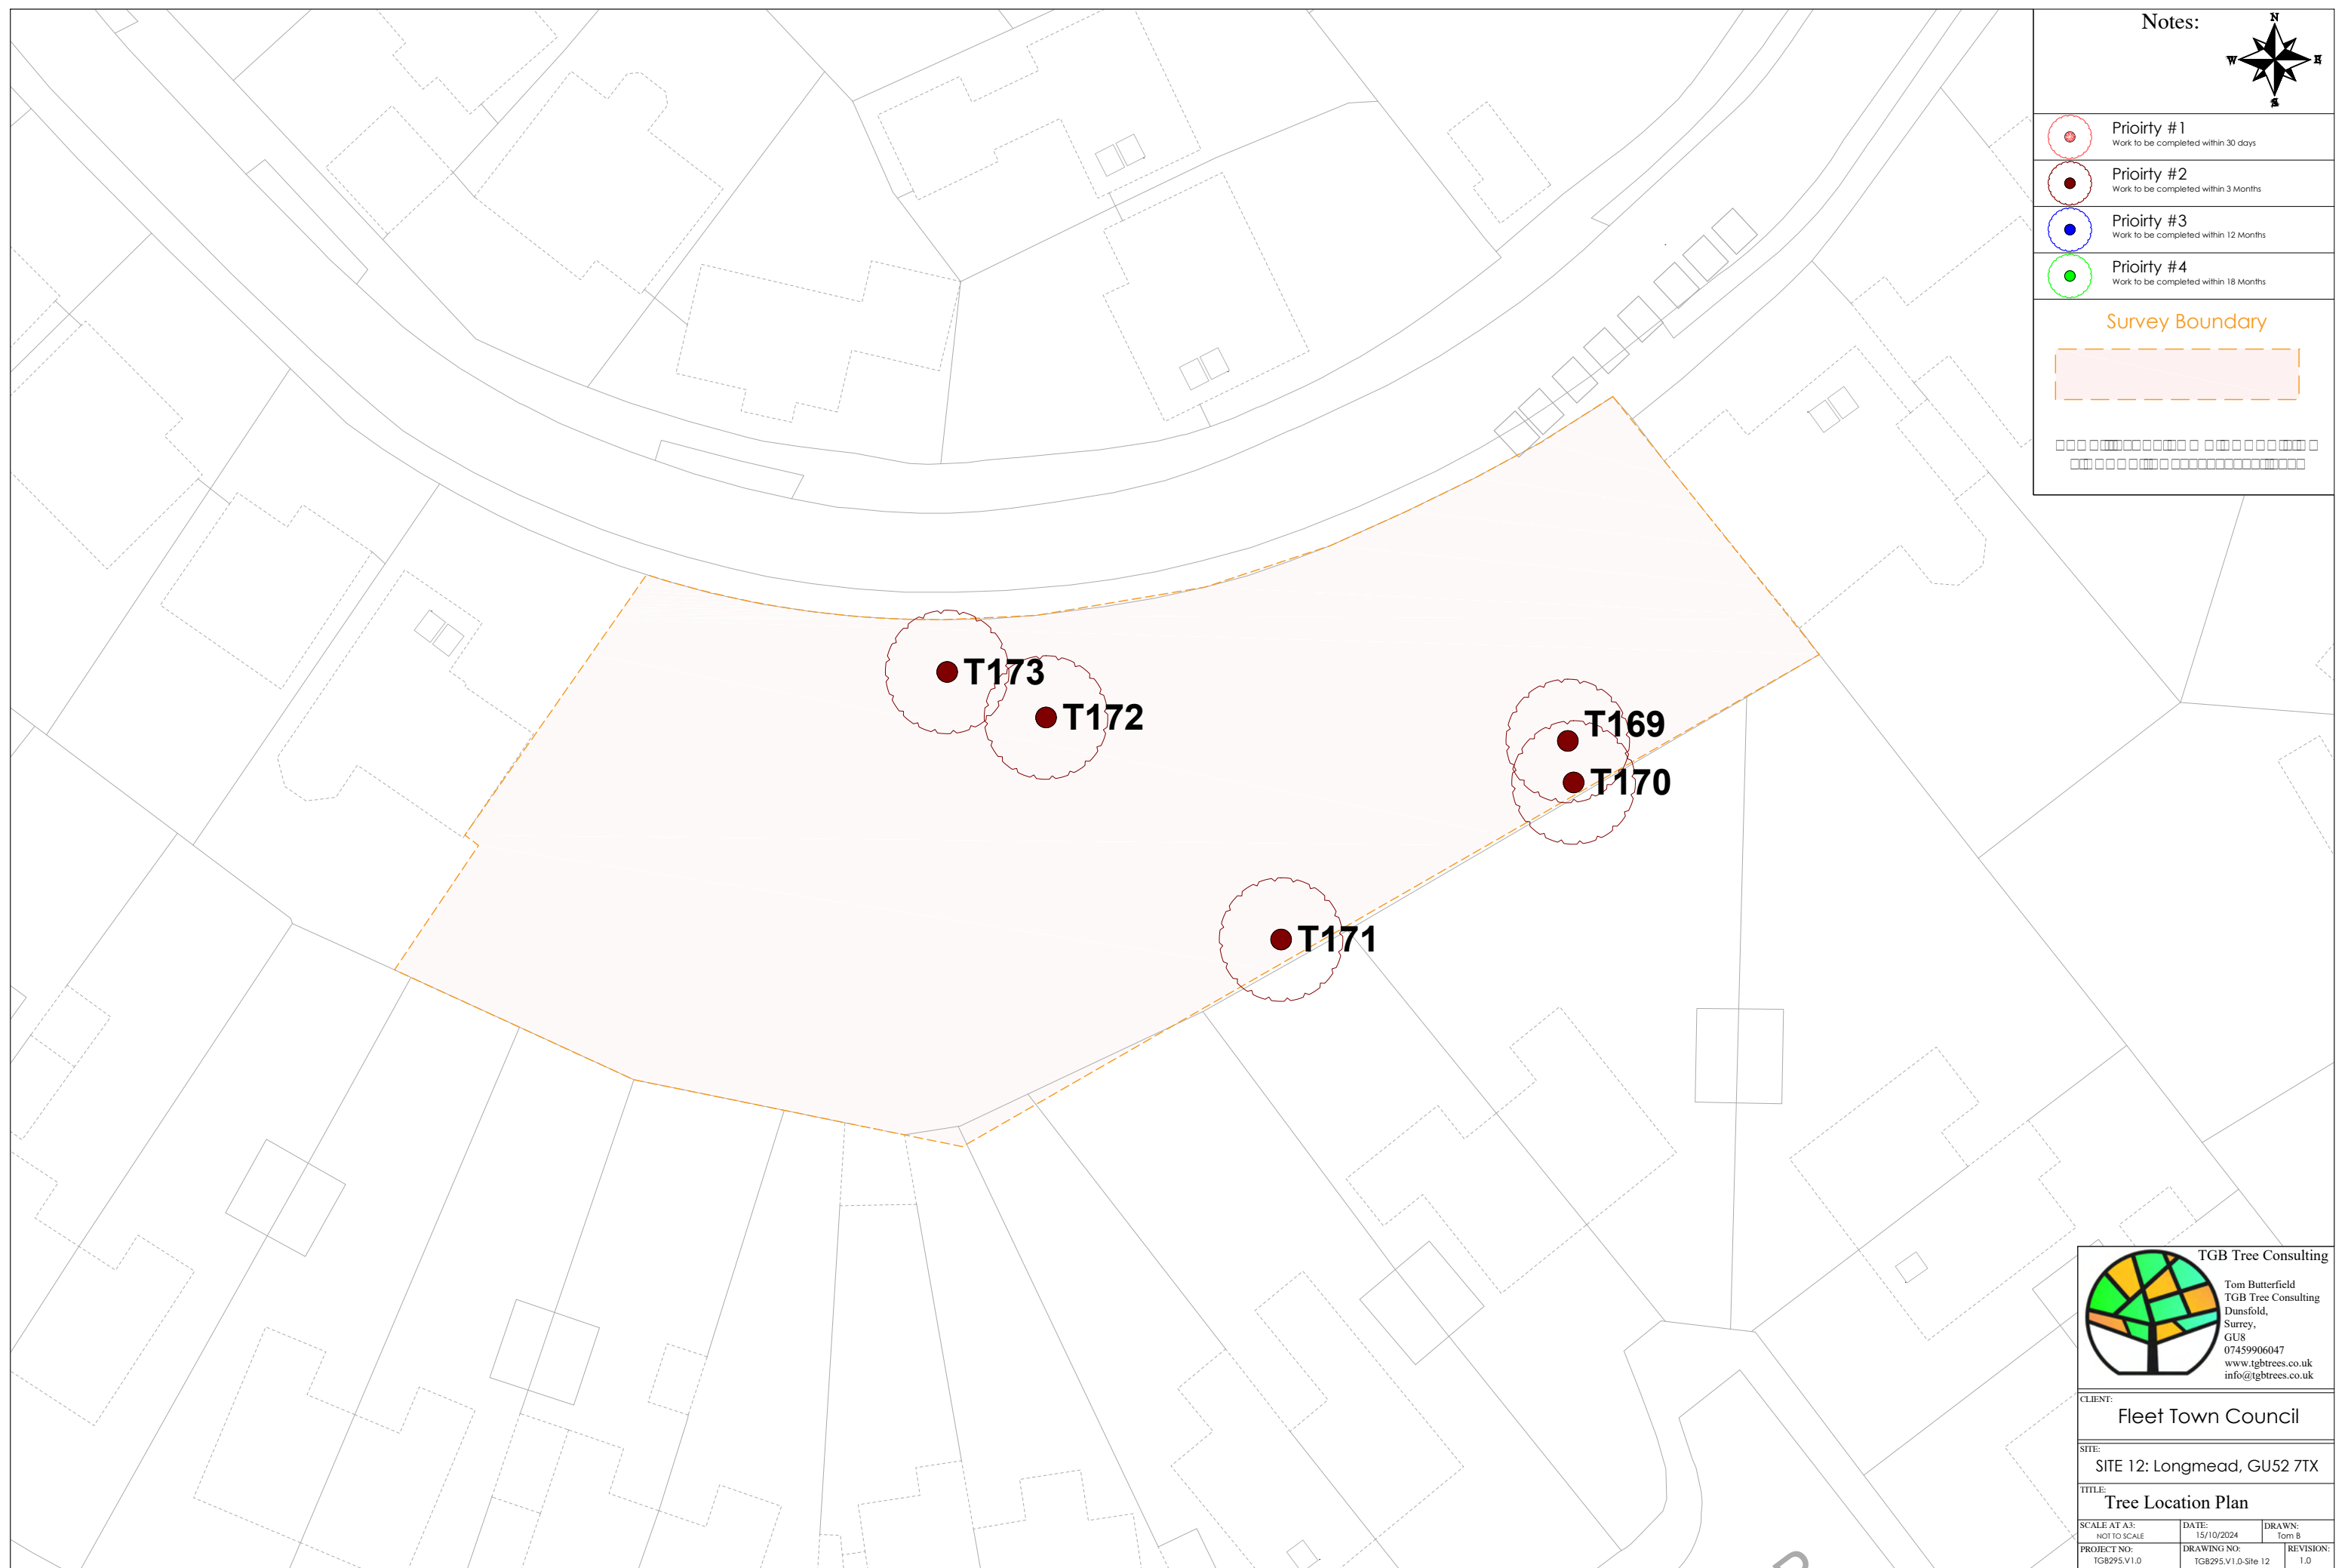 Notes:
N
W E
S
Prioirty #1
Work to be completed within 30 days
Prioirty #2
Work to be completed within 3 Months
Prioirty #3
Work to be completed within 12 Months
Prioirty #4
Work to be completed within 18 Months
Survey Boundary
T173
T172
T169
T170
T171
TGB Tree Consulting
Tom Butterfield
TGB Tree Consulting
Dunsfold,
Surrey,
GU8
07459906047
www.tgbtrees.co.uk
info@tgbtrees.co.uk
CLIENT:
Fleet Town Council
SITE:
SITE 12: Longmead, GU52 7TX
TITLE:
Tree Location Plan
SCALE AT A3: DATE: DRAWN:
NOT TO SCALE 15/10/2024 Tom B
PROJECT NO: DRAWING NO: REVISION:
TGB295.V1.0 TGB295.V1.0-Site 12 1.0